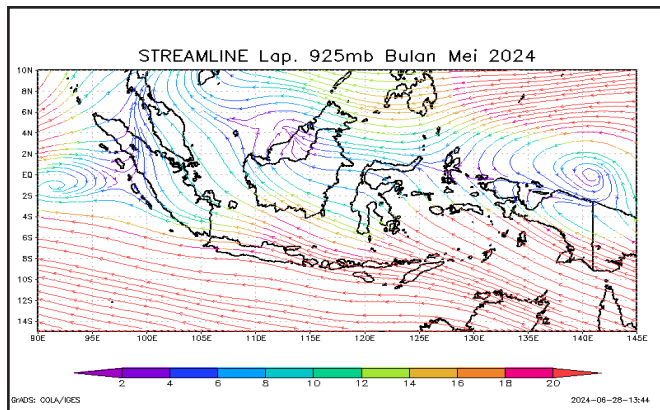 STREAMLINE Lap. 925mb Bulan Mei 2024
10N
8N
6N
4N
2N
EQ
2S
4S
6S
8S
10S
12S
14S
90E 95E 100E 105E 110E 115E 120E 125E 130E 135E 140E 145E
2 4 6 8 10 12 14 16 18 20
GrADS: COLA/IGES 2024-06-28-13:44